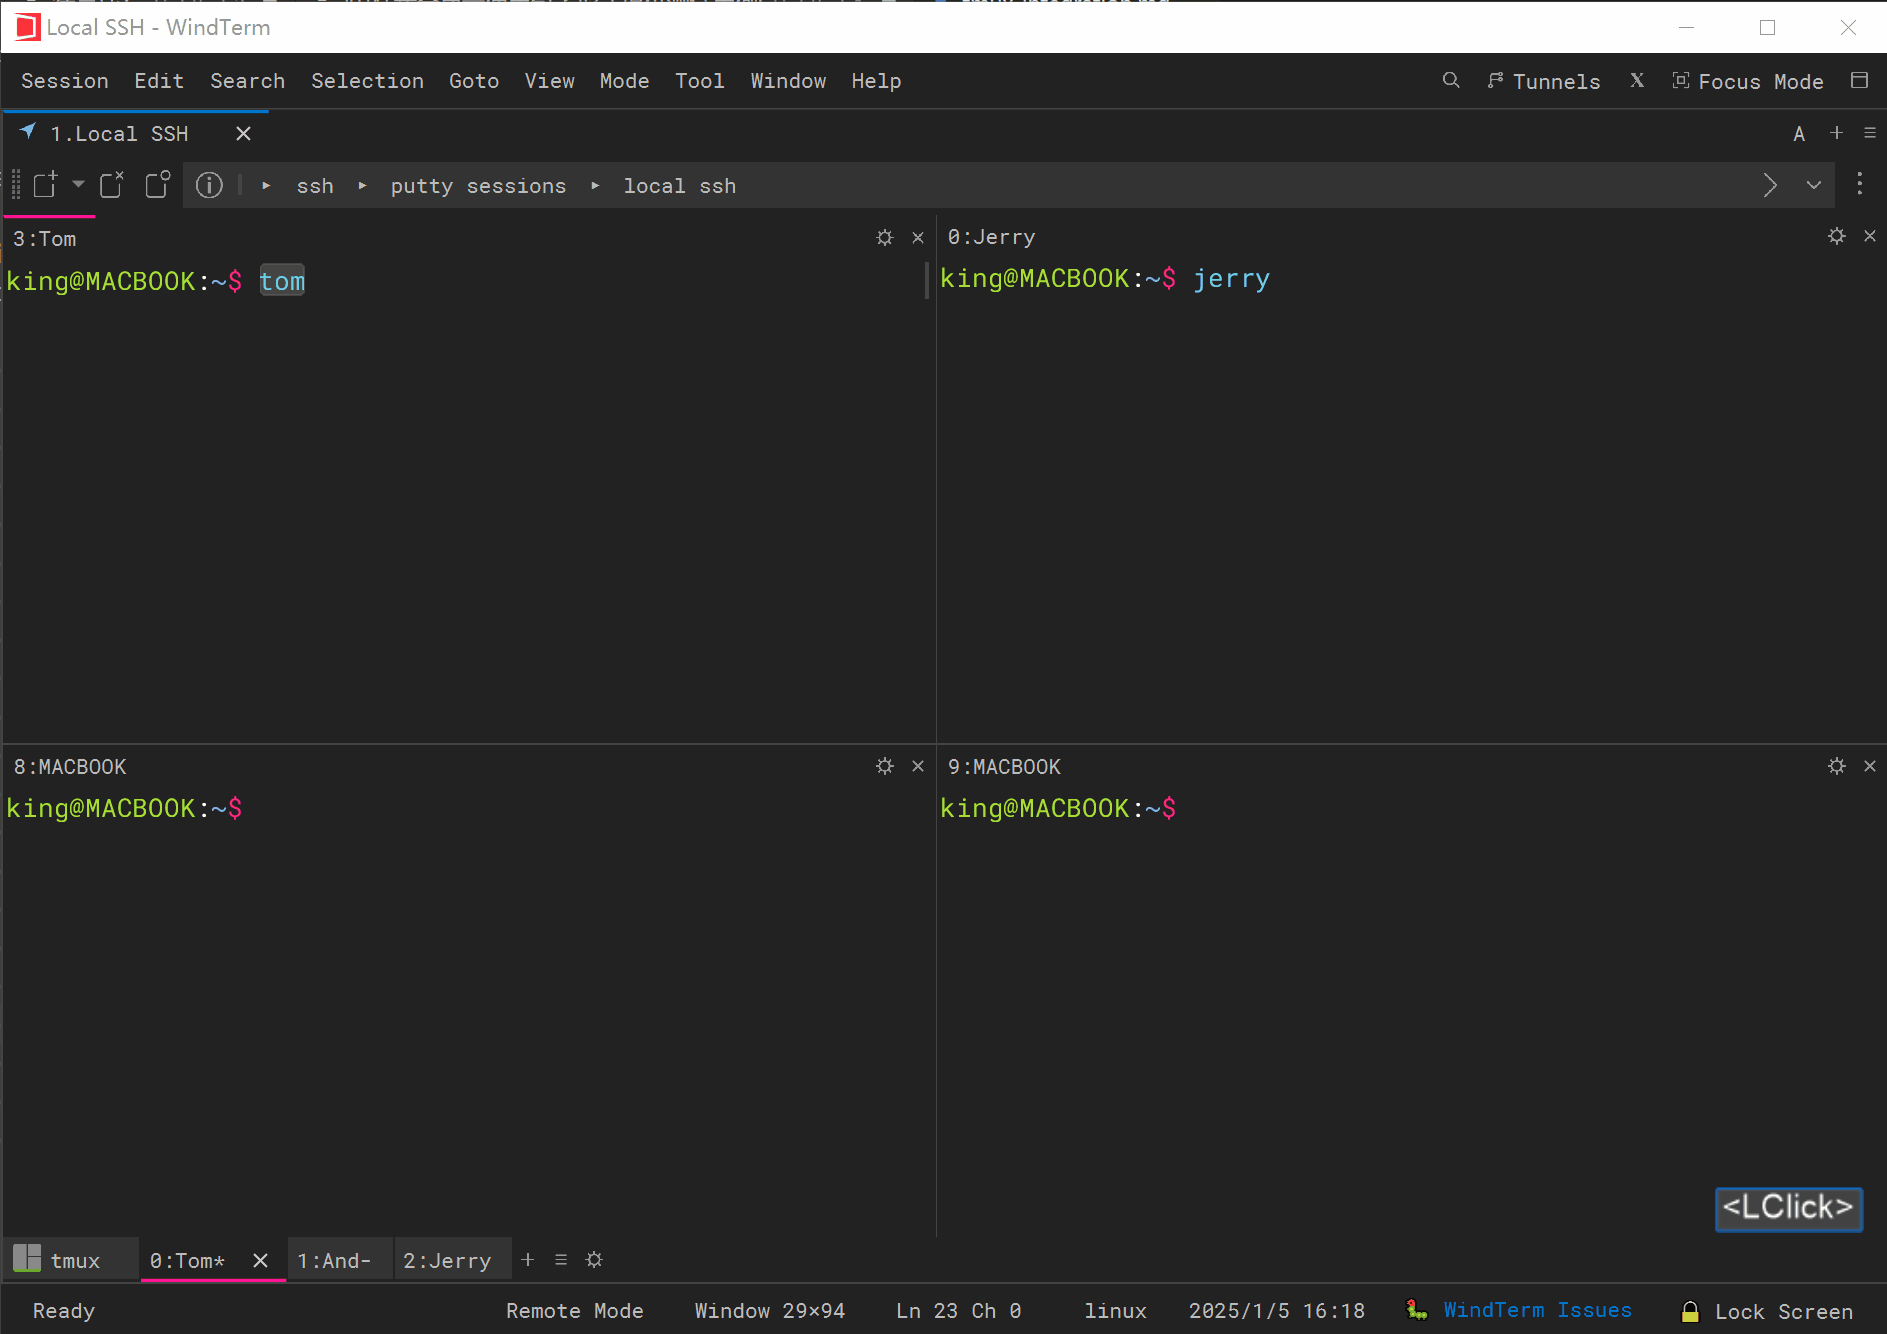 Local SSH - WindTerm
Session Edit Search Selection Goto View Mode Tool Window Help Tunnels X Focus Mode
1.Local SSH A
ssh ▸ putty sessions ▸ local ssh
3:Tom
king@MACBOOK:~$ tom
0:Jerry
king@MACBOOK:~$ jerry
8:MACBOOK
king@MACBOOK:~$
9:MACBOOK
king@MACBOOK:~$
<LClick>
tmux 0:Tom* 1:And- 2:Jerry
Ready Remote Mode Window 29×94 Ln 23 Ch 0 linux 2025/1/5 16:18 WindTerm Issues Lock Screen